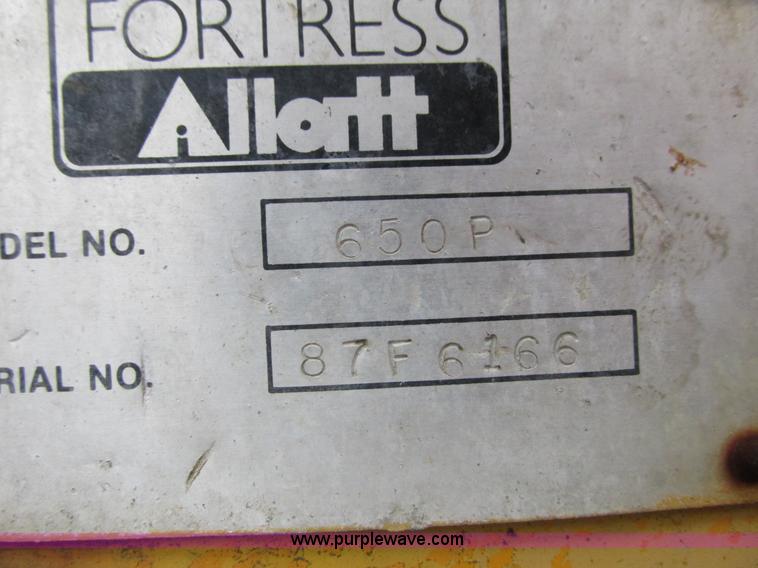 FORTRESS
Allatt
DEL NO. 650P
RIAL NO. 87F6166
www.purplewave.com